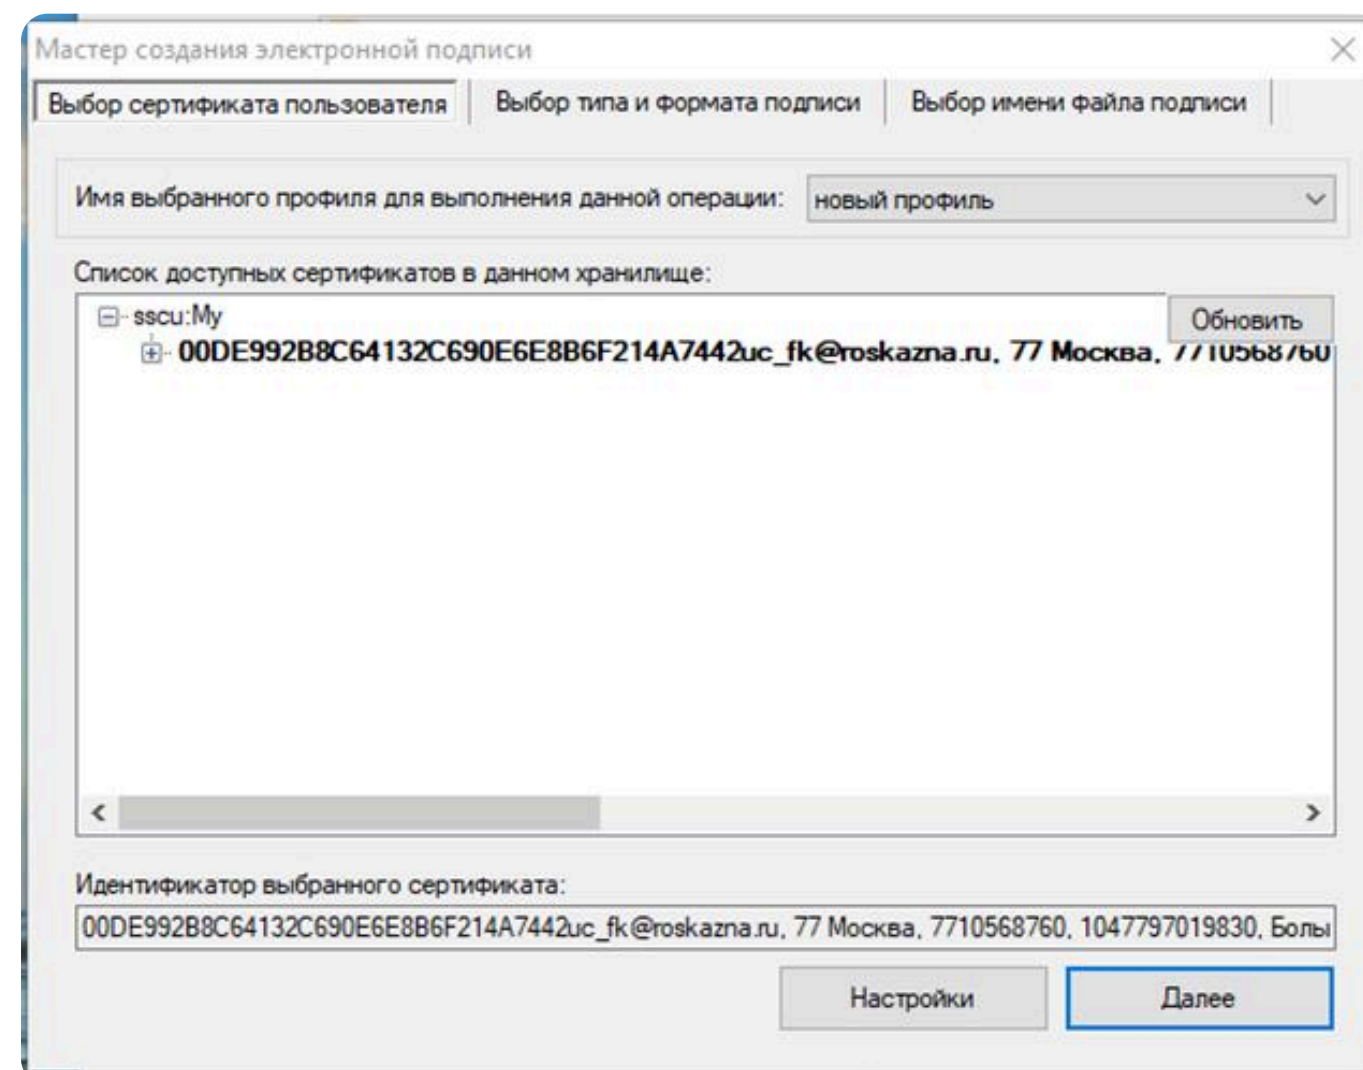 Мастер создания электронной подписи
Выбор сертификата пользователя Выбор типа и формата подписи Выбор имени файла подписи
Имя выбранного профиля для выполнения данной операции: новый профиль
Список доступных сертификатов в данном хранилище:
sscu:My Обновить
00DE992B8C64132C690E6E8B6F214A7442uc_fk@roskazna.ru, 77 Москва, 7710568760
Идентификатор выбранного сертификата:
00DE992B8C64132C690E6E8B6F214A7442uc_fk@roskazna.ru, 77 Москва, 7710568760, 1047797019830, Болы
Настройки Далее